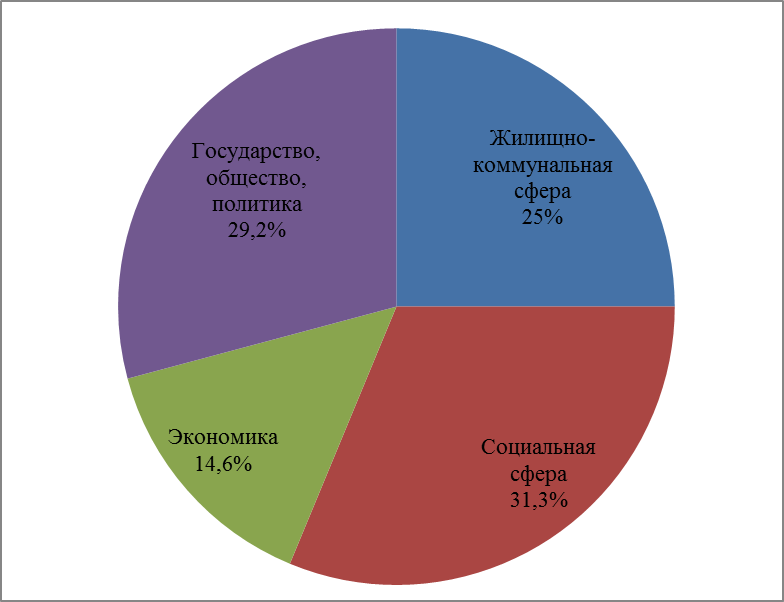 Жилищно-
коммунальная
сфера
25%
Государство,
общество,
политика
29,2%
Экономика
14,6%
Социальная
сфера
31,3%